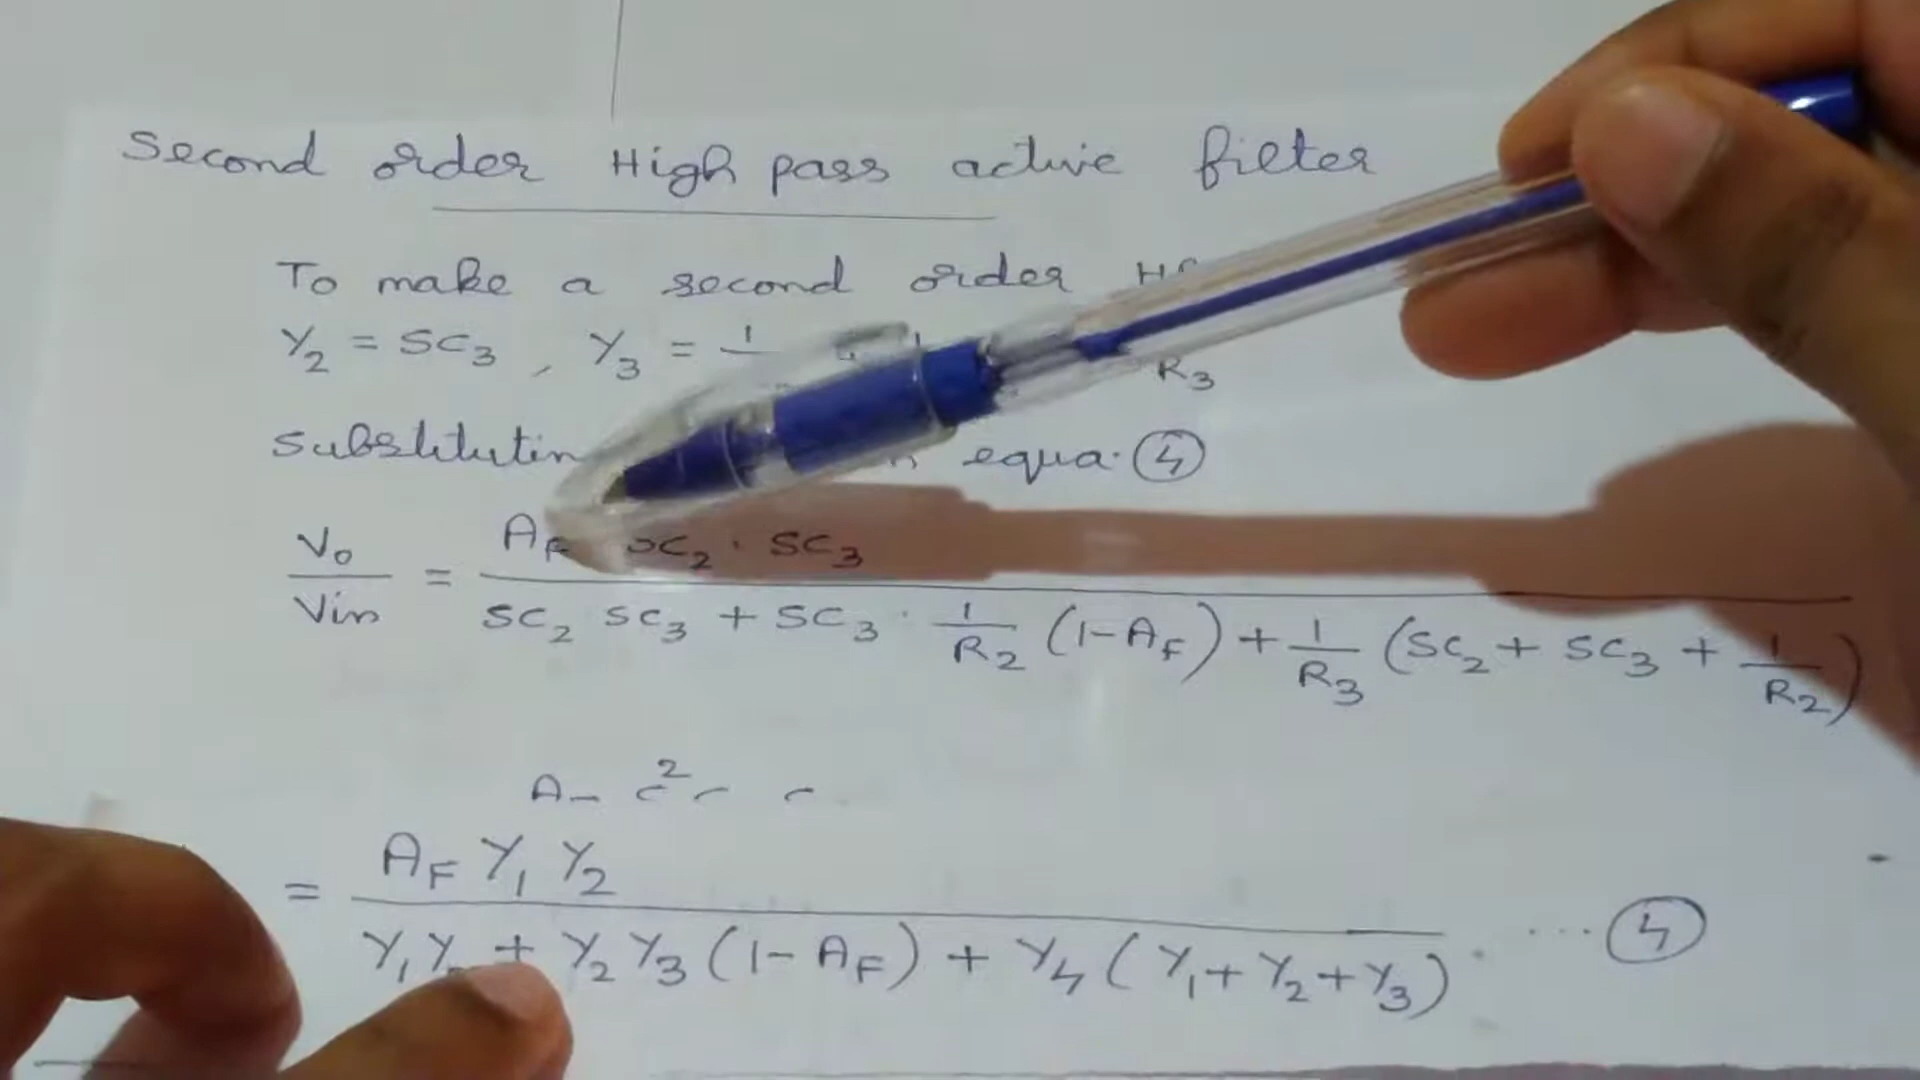 Second order High pass active filter
To make a second order
Y2 = SC3 , Y3 = 1 R3
equa. (4)
Vo/Vin = AF SC2 . SC3 / SC2 SC3 + SC3 . 1/R2 (1-AF) + 1/R3 (SC2 + SC3 + 1/R2)
= AF Y1 Y2 / Y1 Y2 + Y2 Y3 (1-AF) + Y4 (Y1 + Y2 + Y3) ... (4)